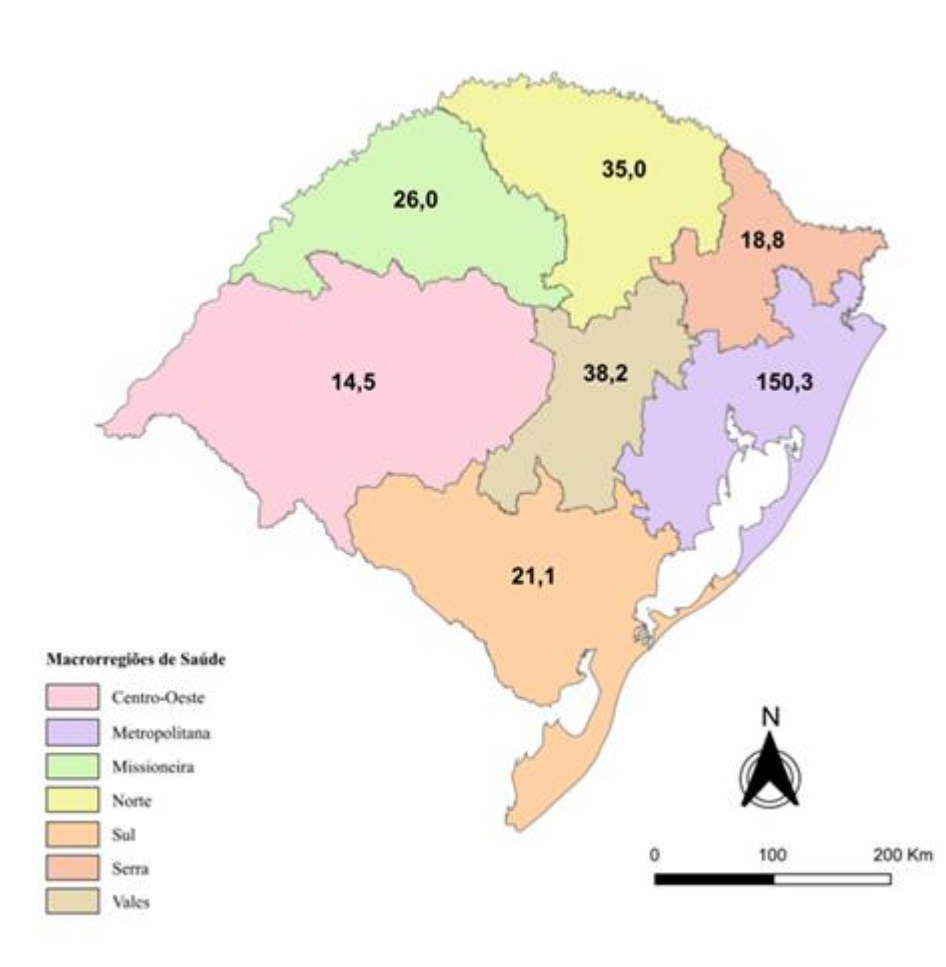 35,0
26,0
18,8
14,5
38,2
150,3
21,1
Macrorregiões de Saúde
Centro-Oeste
Metropolitana
Missioneira
Norte
Sul
Serra
Vales
N
0 100 200 Km